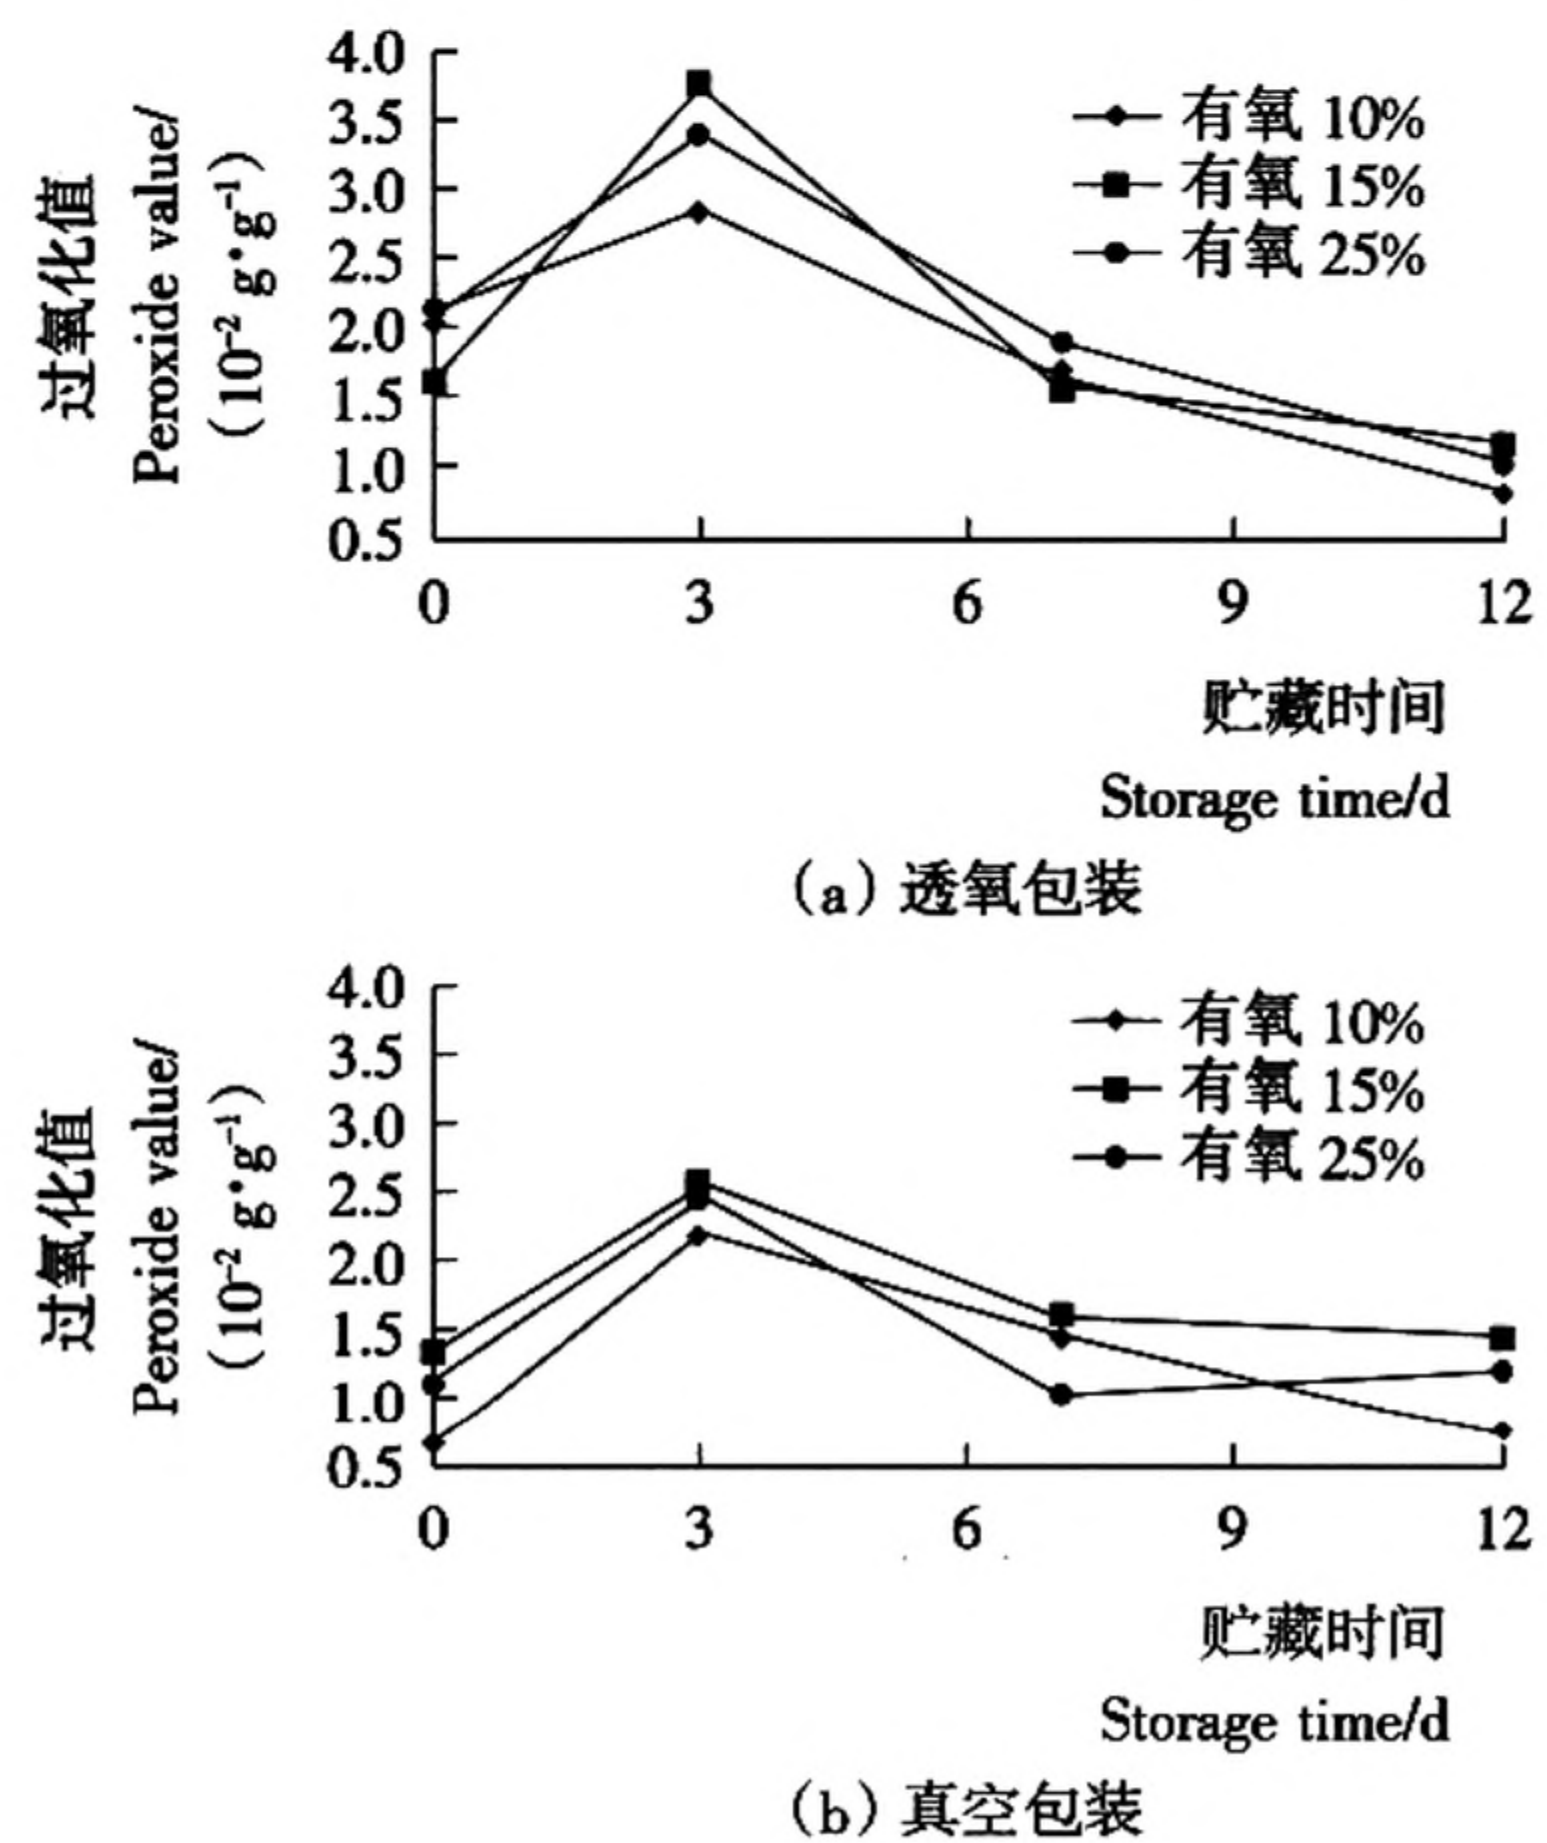 过氧化值
Peroxide value/
(10⁻² g·g⁻¹)
4.0
3.5
3.0
2.5
2.0
1.5
1.0
0.5
有氧 10%
有氧 15%
有氧 25%
0 3 6 9 12
贮藏时间
Storage time/d
(a) 透氧包装
过氧化值
Peroxide value/
(10⁻² g·g⁻¹)
4.0
3.5
3.0
2.5
2.0
1.5
1.0
0.5
有氧 10%
有氧 15%
有氧 25%
0 3 6 9 12
贮藏时间
Storage time/d
(b) 真空包装